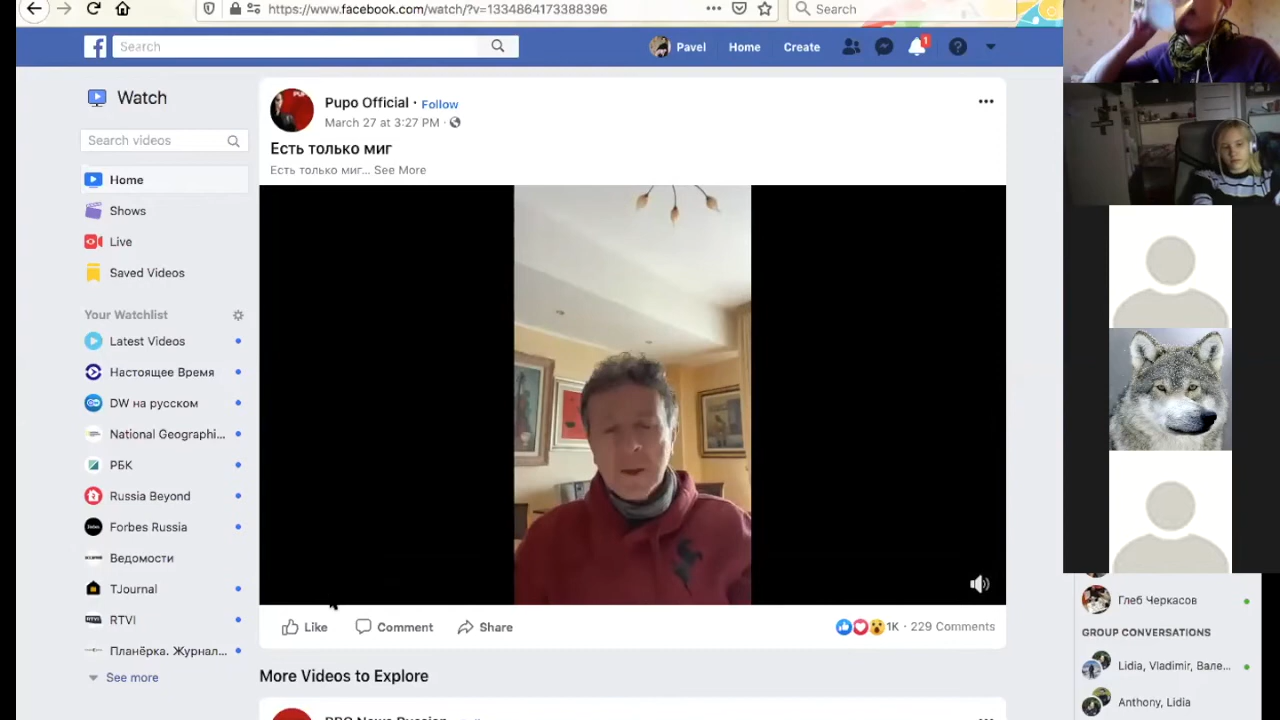 https://www.facebook.com/watch/?v=1334864173388396
Search
Search
Pavel
Home
Create
1
Watch
Search videos
Home
Shows
Live
Saved Videos
Your Watchlist
Latest Videos
Настоящее Время
DW на русском
National Geographi...
РБК
Russia Beyond
Forbes Russia
Ведомости
TJournal
RTVI
Планёрка. Журнал...
See more
Pupo Official · Follow
March 27 at 3:27 PM ·
Есть только миг
Есть только миг... See More
Like
Comment
Share
1K · 229 Comments
More Videos to Explore
Глеб Черкасов
GROUP CONVERSATIONS
Lidia, Vladimir, Вале...
Anthony, Lidia